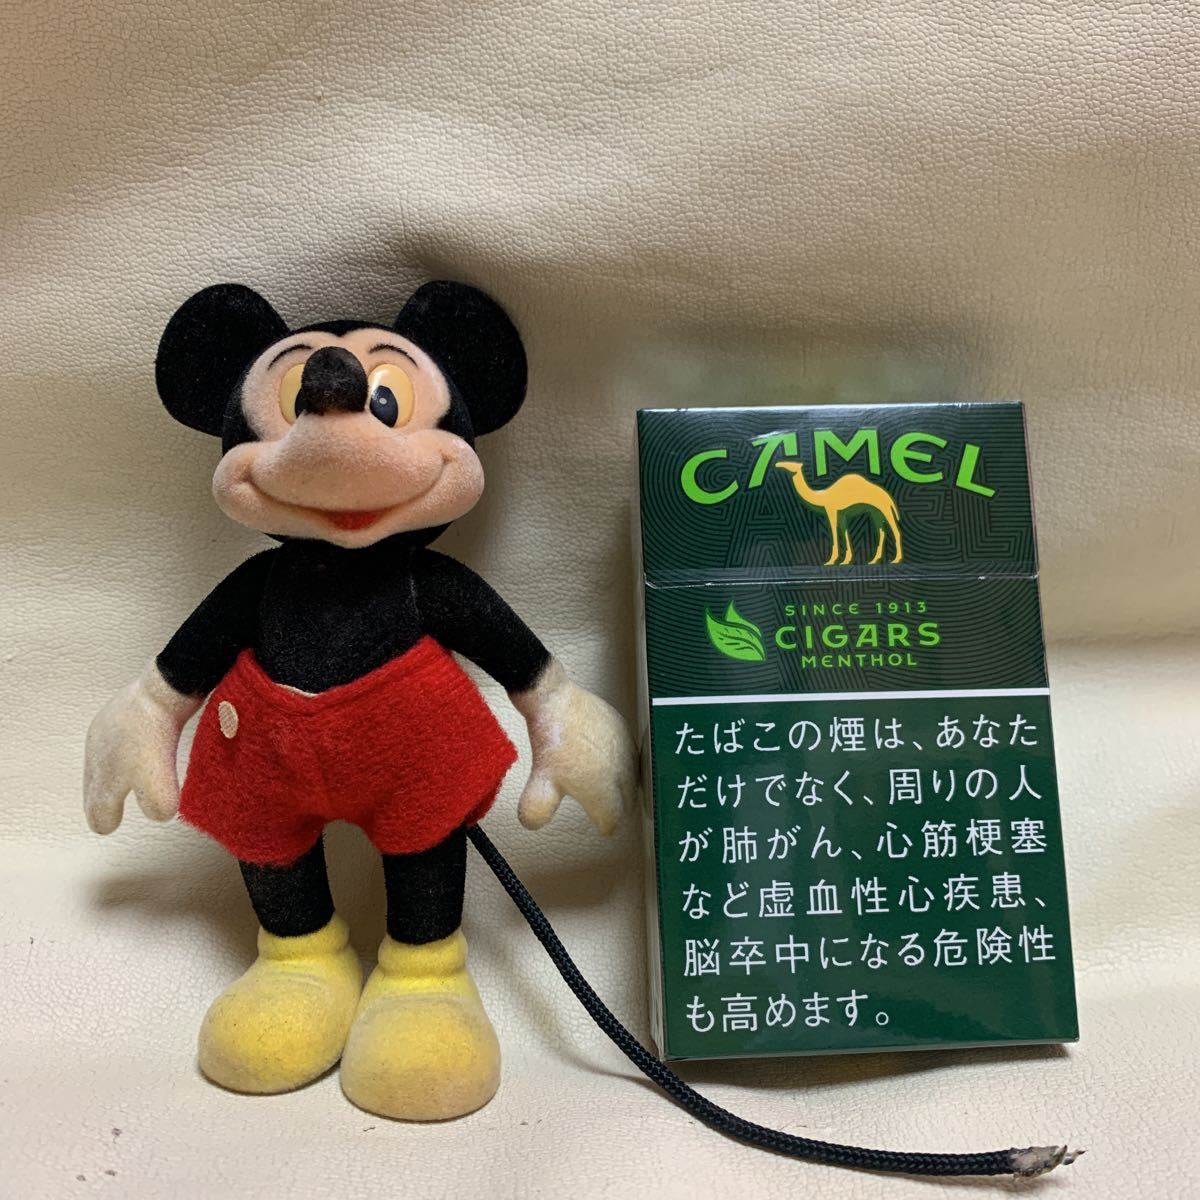 CAMEL
SINCE 1913
CIGARS
MENTHOL
たばこの煙は、あなた
だけでなく、周りの人
が肺がん、心筋梗塞
など虚血性心疾患、
脳卒中になる危険性
も高めます。